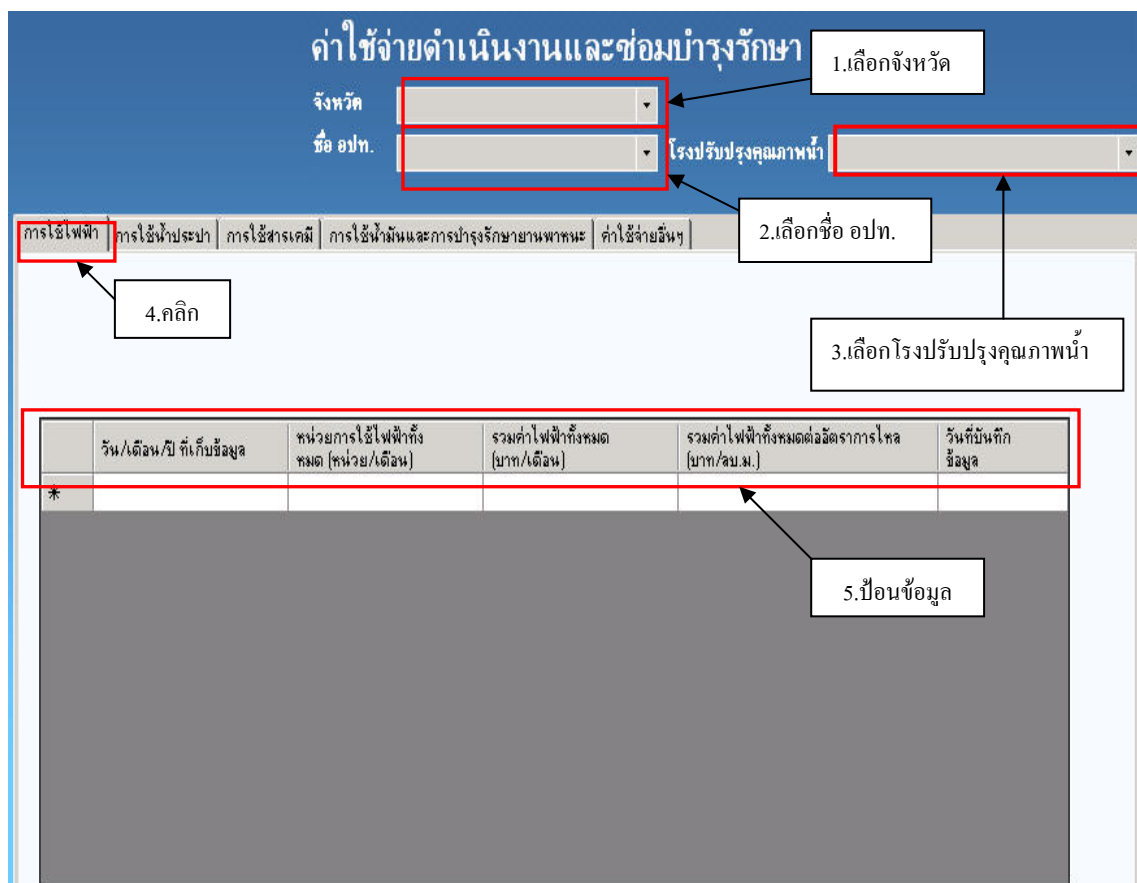 ค่าใช้จ่ายดำเนินงานและซ่อมบำรุงรักษา
1.เลือกจังหวัด
จังหวัด
ชื่อ อปท.
โรงปรับปรุงคุณภาพน้ำ
2.เลือกชื่อ อปท.
การใช้ไฟฟ้า การใช้น้ำประปา การใช้สารเคมี การใช้น้ำมันและการบำรุงรักษายานพาหนะ ค่าใช้จ่ายอื่นๆ
4.คลิก
3.เลือกโรงปรับปรุงคุณภาพน้ำ
วัน/เดือน/ปี ที่เก็บข้อมูล
หน่วยการใช้ไฟฟ้าทั้ง
หมด (หน่วย/เดือน)
รวมค่าไฟฟ้าทั้งหมด
(บาท/เดือน)
รวมค่าไฟฟ้าทั้งหมดต่ออัตราการไหล
(บาท/ลบ.ม.)
วันที่บันทึก
ข้อมูล
*
5.ป้อนข้อมูล